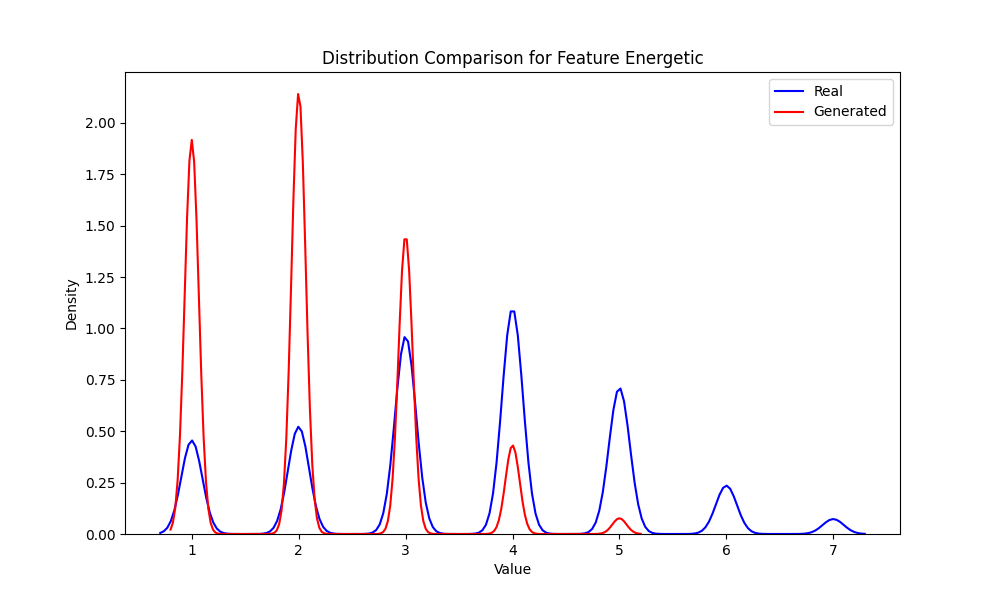 Distribution Comparison for Feature Energetic
Real
Generated
2.00
1.75
1.50
1.25
1.00
0.75
0.50
0.25
0.00
Density
1 2 3 4 5 6 7
Value